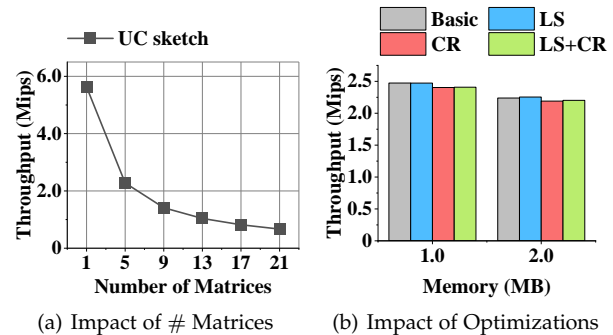 UC sketch
Throughput (Mips)
6.0
4.0
2.0
0
1 5 9 13 17 21
Number of Matrices
(a) Impact of # Matrices
Basic LS
CR LS+CR
Throughput (Mips)
2.5
2.0
1.5
1.0
0.5
0
1.0 2.0
Memory (MB)
(b) Impact of Optimizations